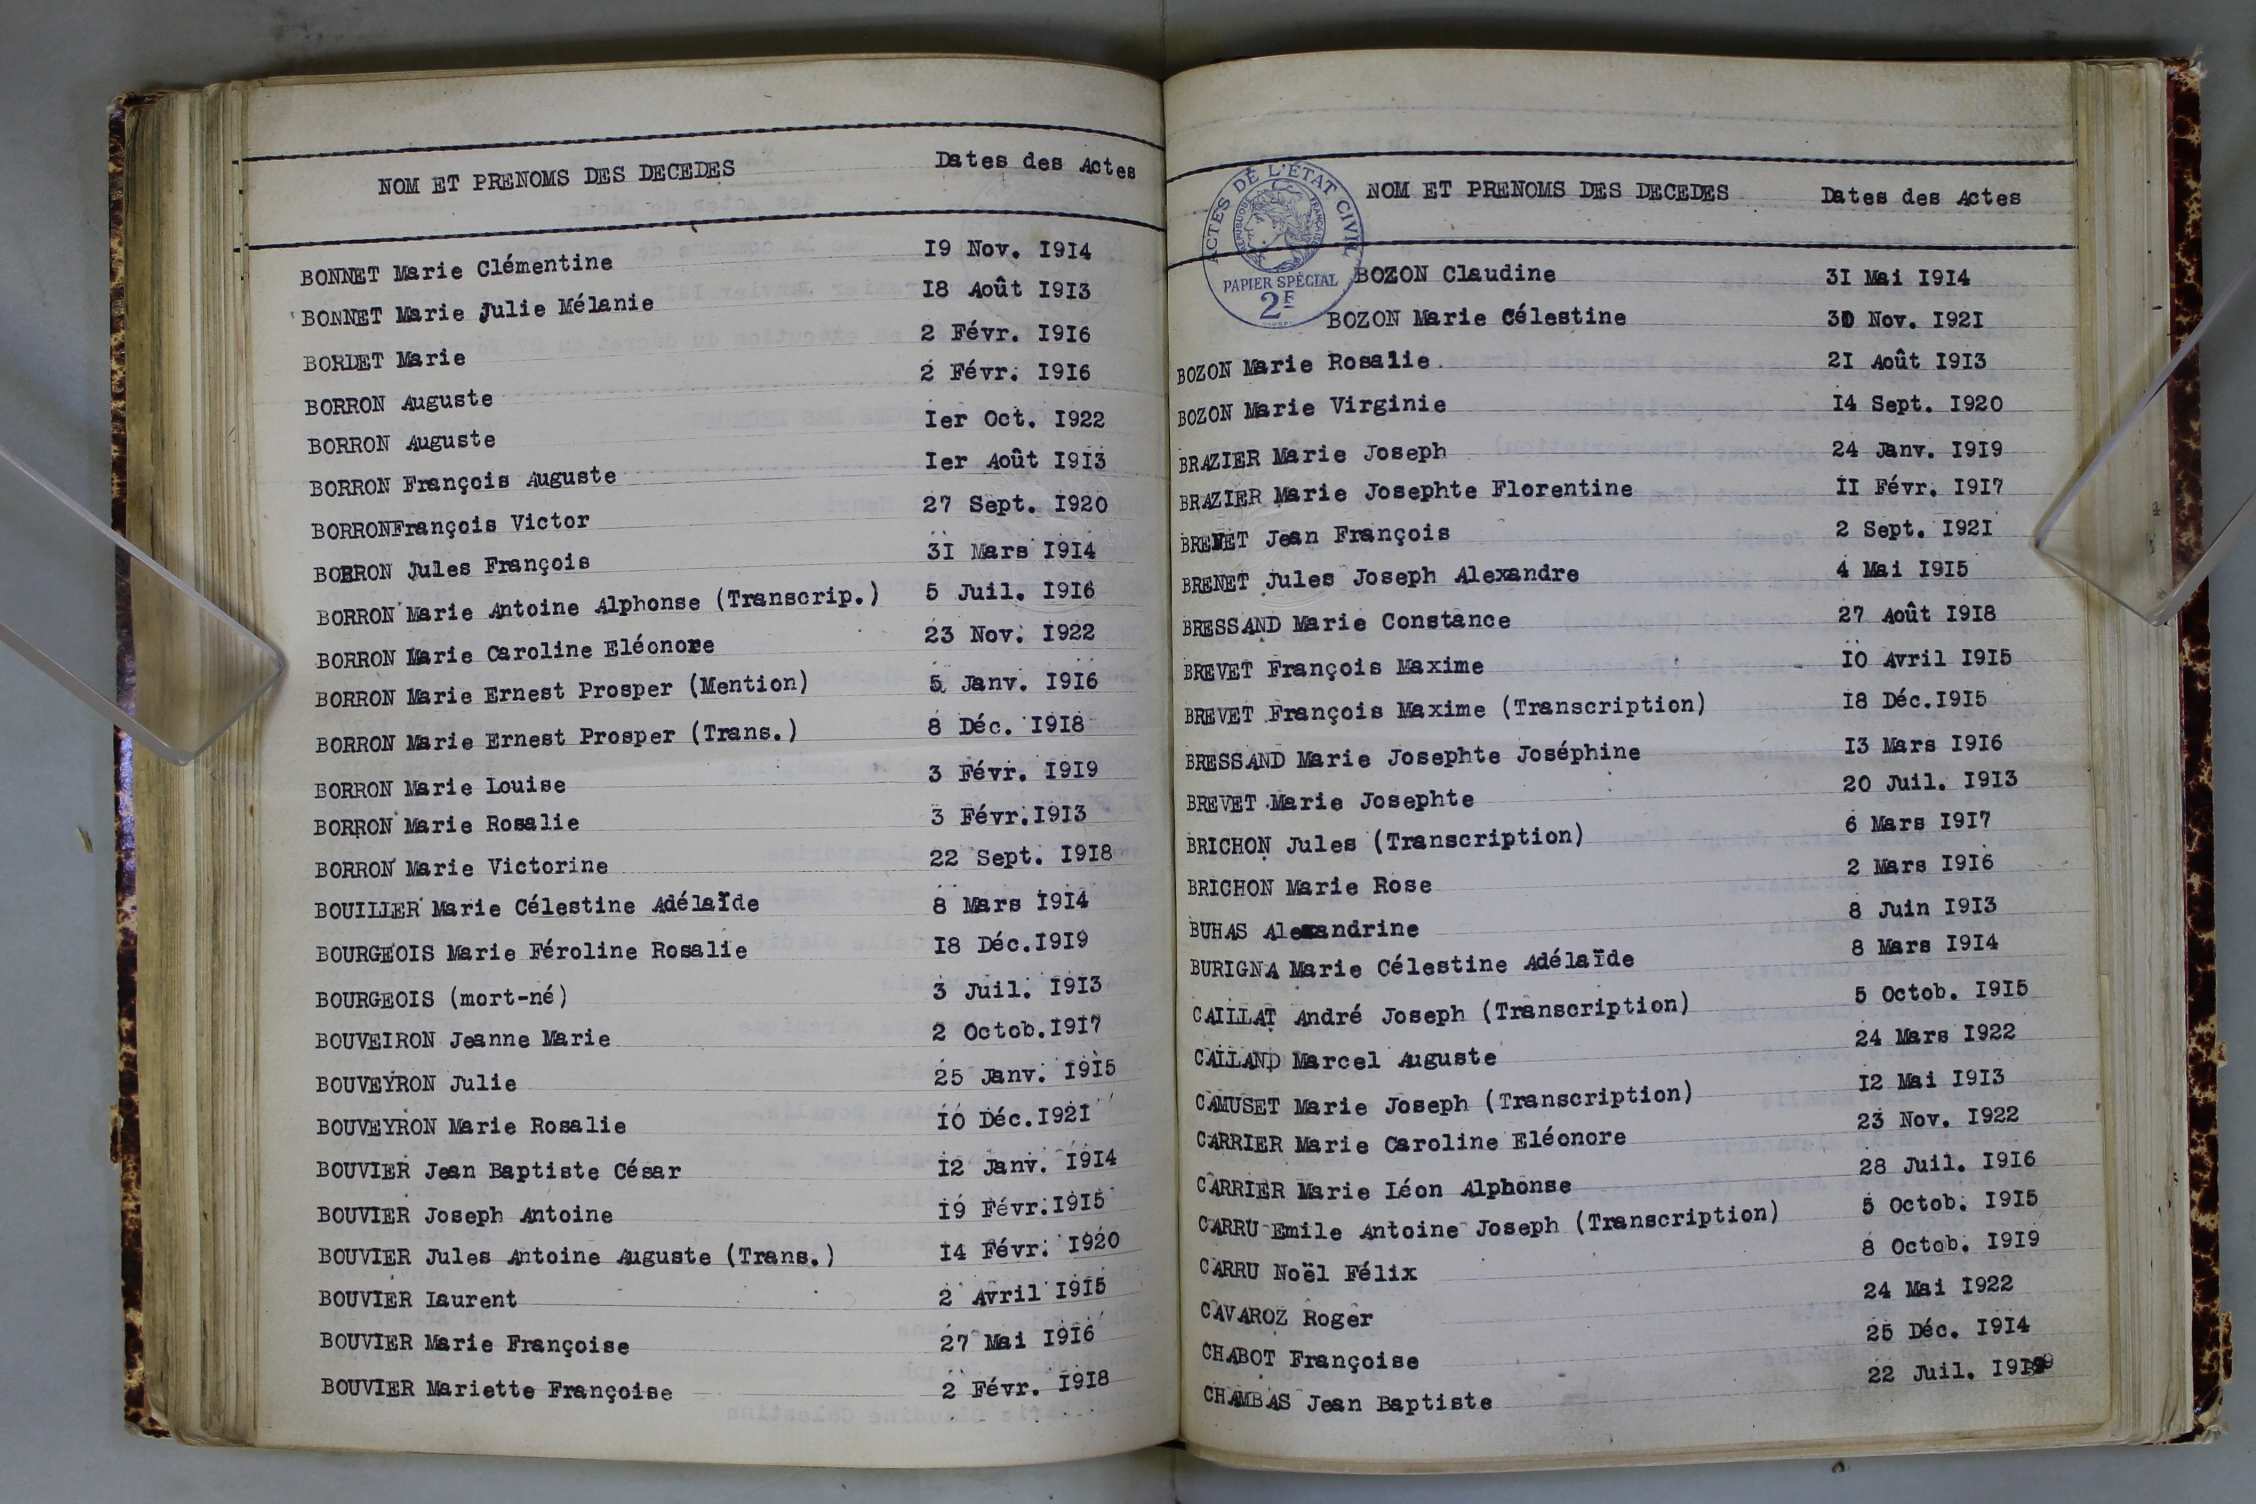 NOM ET PRENOMS DES DECEDES Dates des Actes
BONNET Marie Clémentine 19 Nov. 1914
BONNET Marie Julie Mélanie 18 Août 1913
BORDET Marie 2 Févr. 1916
BORRON Auguste 2 Févr. 1916
BORRON Auguste Ier Oct. 1922
BORRON François Auguste Ier Août 1913
BORRONFrançois Victor 27 Sept. 1920
BORRON Jules François 31 Mars 1914
BORRON Marie Antoine Alphonse (Transcrip.) 5 Juil. 1916
BORRON Marie Caroline Eléonore 23 Nov. 1922
BORRON Marie Ernest Prosper (Mention) 5 Janv. 1916
BORRON Marie Ernest Prosper (Trans.) 8 Déc. 1918
BORRON Marie Louise 3 Févr. 1919
BORRON Marie Rosalie 3 Févr.1913
BORRON Marie Victorine 22 Sept. 1918
BOUILLER Marie Célestine Adélaïde 8 Mars 1914
BOURGEOIS Marie Féroline Rosalie 18 Déc.1919
BOURGEOIS (mort-né) 3 Juil. 1913
BOUVEIRON Jeanne Marie 2 Octob.1917
BOUVEYRON Julie 25 Janv. 1915
BOUVEYRON Marie Rosalie 10 Déc.1921
BOUVIER Jean Baptiste César 12 Janv. 1914
BOUVIER Joseph Antoine 19 Févr.1915
BOUVIER Jules Antoine Auguste (Trans.) 14 Févr. 1920
BOUVIER Laurent 2 Avril 1915
BOUVIER Marie Françoise 27 Mai 1916
BOUVIER Mariette Françoise 2 Févr. 1918
ACTES DE L'ÉTAT CIVIL
RÉPUBLIQUE FRANÇAISE
PAPIER SPÉCIAL
2F
NOM ET PRENOMS DES DECEDES Dates des Actes
BOZON Claudine 31 Mai 1914
BOZON Marie Célestine 30 Nov. 1921
BOZON Marie Rosalie 21 Août 1913
BOZON Marie Virginie 14 Sept. 1920
BRAZIER Marie Joseph 24 Janv. 1919
BRAZIER Marie Josephte Florentine 11 Févr. 1917
BRENET Jean François 2 Sept. 1921
BRENET Jules Joseph Alexandre 4 Mai 1915
BRESSAND Marie Constance 27 Août 1918
BREVET François Maxime 10 Avril 1915
BREVET François Maxime (Transcription) 18 Déc.1915
BRESSAND Marie Josephte Joséphine 13 Mars 1916
BREVET Marie Josephte 20 Juil. 1913
BRICHON Jules (Transcription) 6 Mars 1917
BRICHON Marie Rose 2 Mars 1916
BUHAS Alexandrine 8 Juin 1913
BURIGNA Marie Célestine Adélaïde 8 Mars 1914
CAILLAT André Joseph (Transcription) 5 Octob. 1915
CAILLAND Marcel Auguste 24 Mars 1922
CAMUSET Marie Joseph (Transcription) 12 Mai 1913
CARRIER Marie Caroline Eléonore 23 Nov. 1922
CARRIER Marie Léon Alphonse 28 Juil. 1916
CARRU Emile Antoine Joseph (Transcription) 5 Octob. 1915
CARRU Noël Félix 8 Octob. 1919
CAVAROZ Roger 24 Mai 1922
CHABOT Françoise 25 Déc. 1914
CHAMBAS Jean Baptiste 22 Juil.